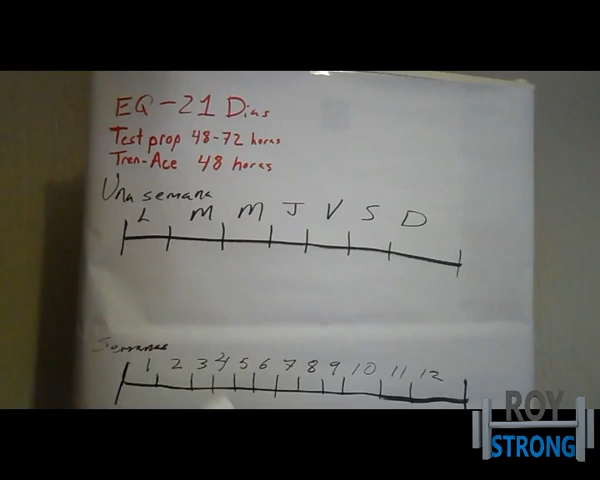 EQ - 21 Dias
Test prop 48-72 horas
Tren-Ace 48 horas
Una semana
L M M J V S D
Semanas
1 2 3 4 5 6 7 8 9 10 11 12
ROY
STRONG